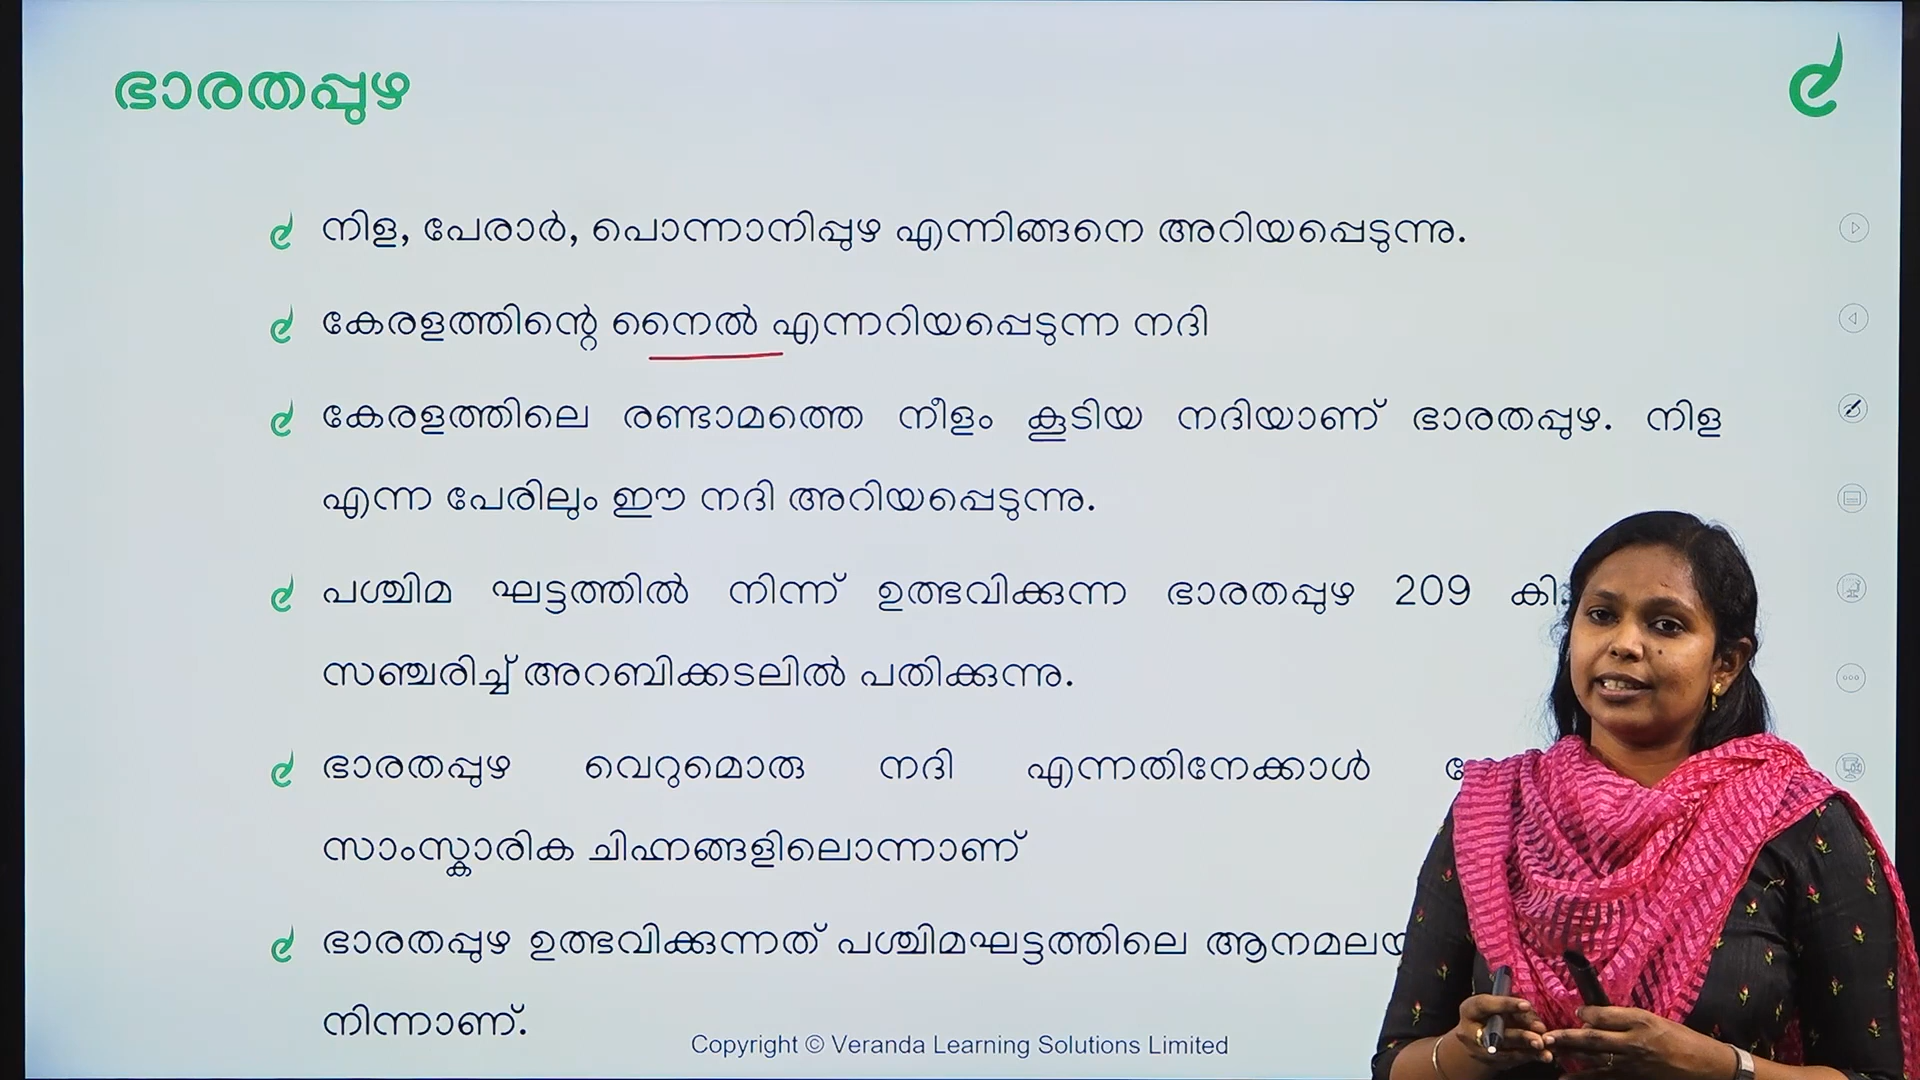 ഭാരതപ്പുഴ
നിള, പേരാർ, പൊന്നാനിപ്പുഴ എന്നിങ്ങനെ അറിയപ്പെടുന്നു.
കേരളത്തിന്റെ നൈൽ എന്നറിയപ്പെടുന്ന നദി
കേരളത്തിലെ രണ്ടാമത്തെ നീളം കൂടിയ നദിയാണ് ഭാരതപ്പുഴ. നിള
എന്ന പേരിലും ഈ നദി അറിയപ്പെടുന്നു.
പശ്ചിമ ഘട്ടത്തിൽ നിന്ന് ഉത്ഭവിക്കുന്ന ഭാരതപ്പുഴ 209 കി.
സഞ്ചരിച്ച് അറബിക്കടലിൽ പതിക്കുന്നു.
ഭാരതപ്പുഴ വെറുമൊരു നദി എന്നതിനേക്കാൾ
സാംസ്കാരിക ചിഹ്നങ്ങളിലൊന്നാണ്
ഭാരതപ്പുഴ ഉത്ഭവിക്കുന്നത് പശ്ചിമഘട്ടത്തിലെ
നിന്നാണ്.
Copyright © Veranda Learning Solutions Limited